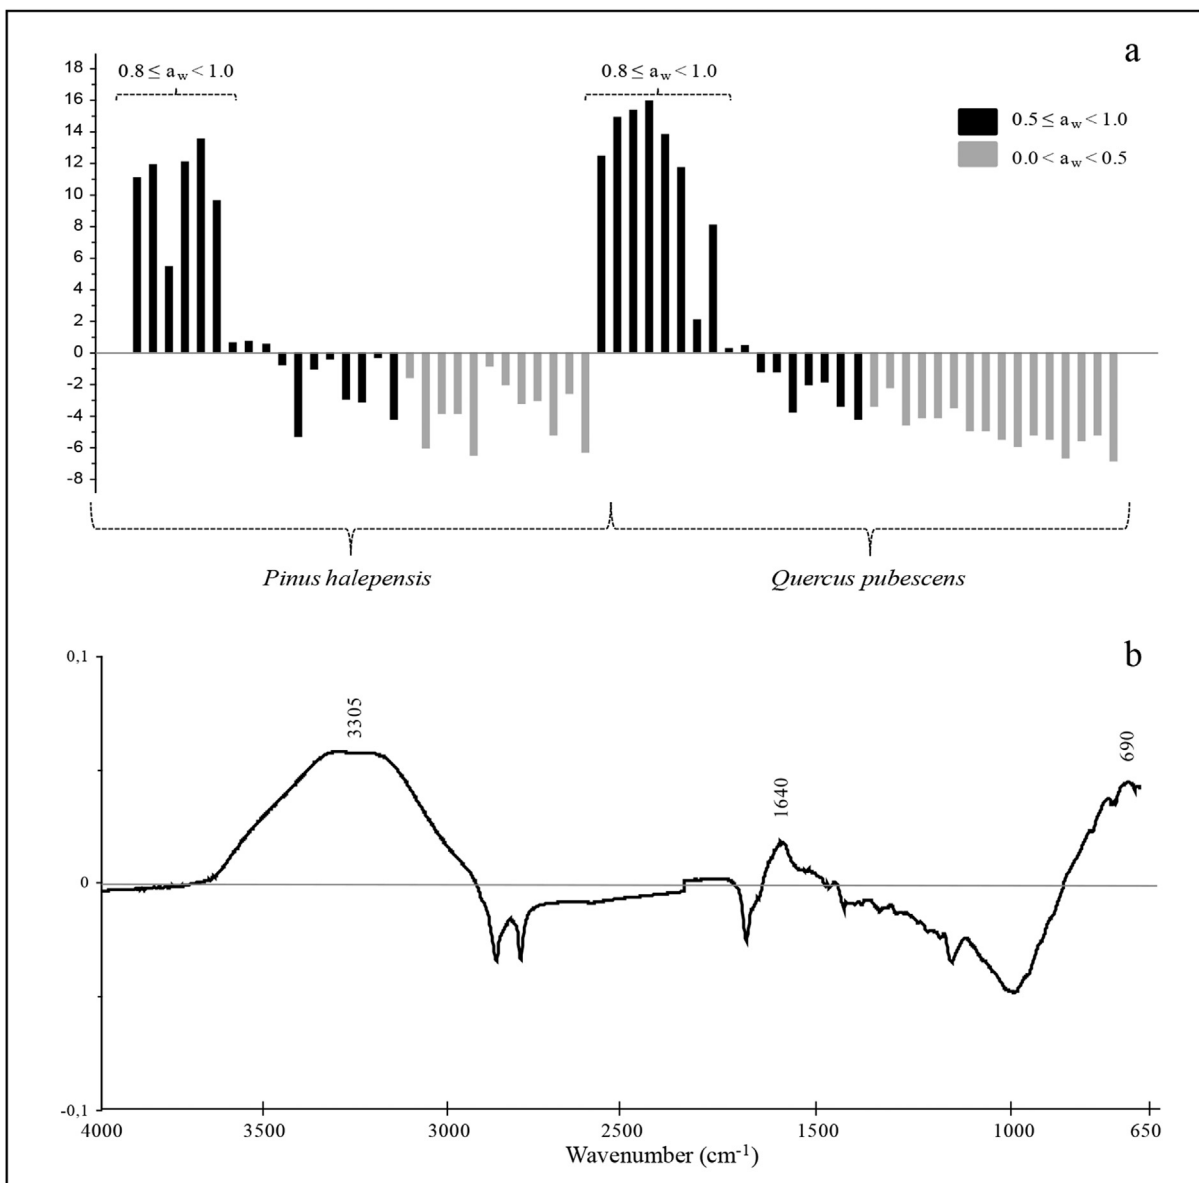 a
0.8 ≤ a_w < 1.0
0.8 ≤ a_w < 1.0
0.5 ≤ a_w < 1.0
0.0 < a_w < 0.5
18
16
14
12
10
8
6
4
2
0
-2
-4
-6
-8
Pinus halepensis
Quercus pubescens
b
0,1
0
-0,1
3305
1640
690
4000 3500 3000 2500 1500 1000 650
Wavenumber (cm⁻¹)